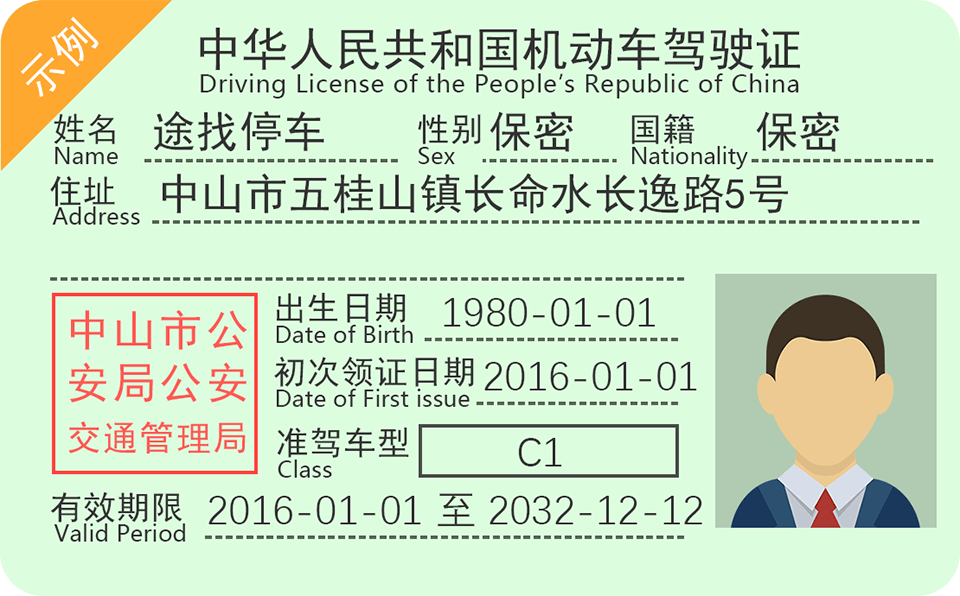 示例
中华人民共和国机动车驾驶证
Driving License of the People’s Republic of China
姓名 途找停车 性别 保密 国籍 保密
Name Sex Nationality
住址 中山市五桂山镇长命水长逸路5号
Address
中山市公
安局公安
交通管理局
出生日期 1980-01-01
Date of Birth
初次领证日期 2016-01-01
Date of First issue
准驾车型 C1
Class
有效期限 2016-01-01 至 2032-12-12
Valid Period